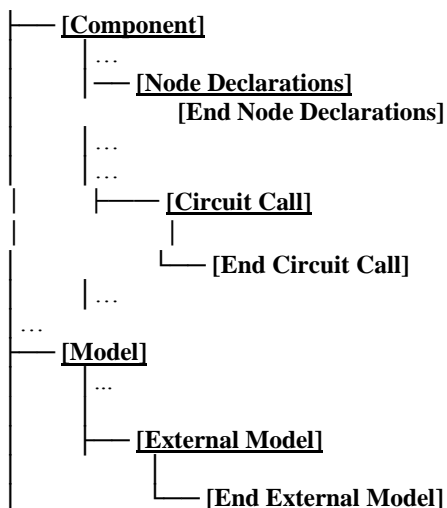 [Component]
…
[Node Declarations]
[End Node Declarations]
…
…
[Circuit Call]
[End Circuit Call]
…
…
[Model]
…
[External Model]
[End External Model]